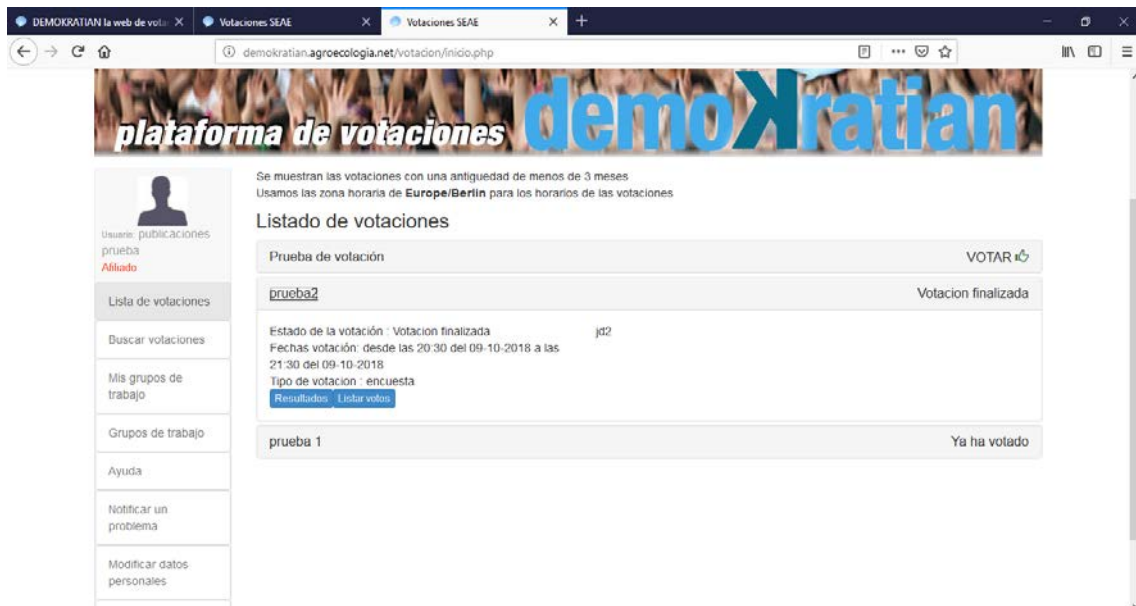 DEMOKRATIAN la web de vota
Votaciones SEAE
Votaciones SEAE
demokratian.agroecologia.net/votacion/inicio.php
plataforma de votaciones demoKratian
Se muestran las votaciones con una antiguedad de menos de 3 meses
Usamos las zona horaria de Europe/Berlin para los horarios de las votaciones
Listado de votaciones
Usuario: publicaciones
prueba
Afiliado
Prueba de votación VOTAR
Lista de votaciones
prueba2 Votacion finalizada
Buscar votaciones
Estado de la votación : Votacion finalizada jd2
Fechas votación: desde las 20:30 del 09-10-2018 a las
21:30 del 09-10-2018
Tipo de votacion : encuesta
Resultados Listar votos
Mis grupos de
trabajo
Grupos de trabajo
prueba 1 Ya ha votado
Ayuda
Notificar un
problema
Modificar datos
personales